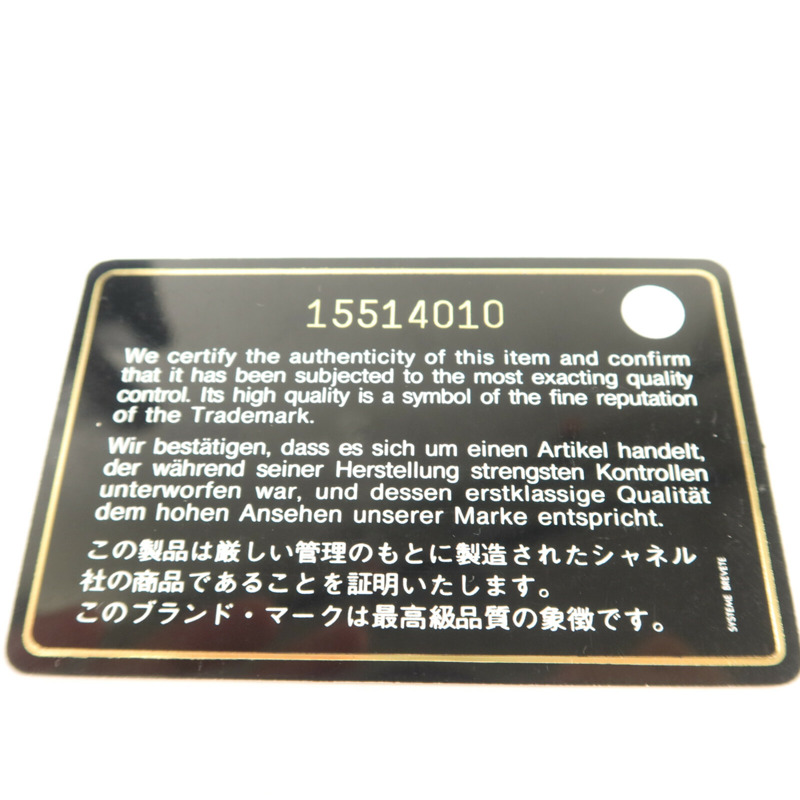 15514010
We certify the authenticity of this item and confirm
that it has been subjected to the most exacting quality
control. Its high quality is a symbol of the fine reputation
of the Trademark.
Wir bestätigen, dass es sich um einen Artikel handelt,
der während seiner Herstellung strengsten Kontrollen
unterworfen war, und dessen erstklassige Qualität
dem hohen Ansehen unserer Marke entspricht.
この製品は厳しい管理のもとに製造されたシャネル
社の商品であることを証明いたします。
このブランド・マークは最高級品質の象徴です。
SYSTEME BREVETE